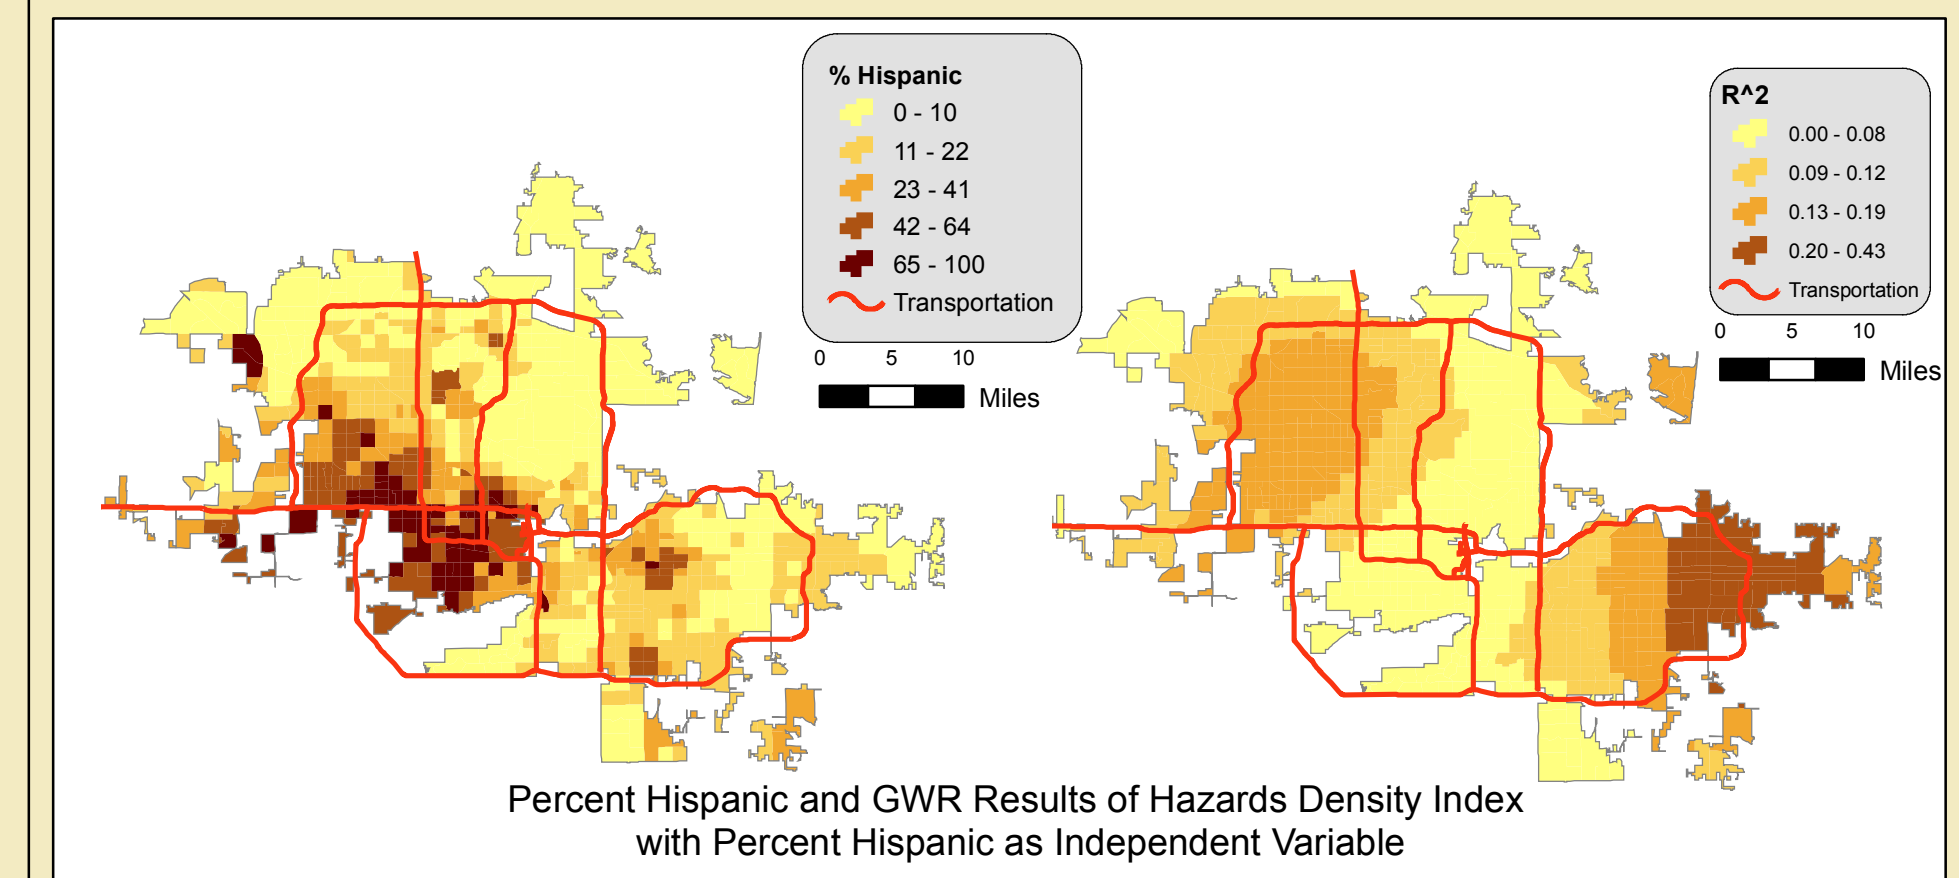 % Hispanic
0 - 10
11 - 22
23 - 41
42 - 64
65 - 100
Transportation
0 5 10
Miles
R^2
0.00 - 0.08
0.09 - 0.12
0.13 - 0.19
0.20 - 0.43
Transportation
0 5 10
Miles
Percent Hispanic and GWR Results of Hazards Density Index
with Percent Hispanic as Independent Variable